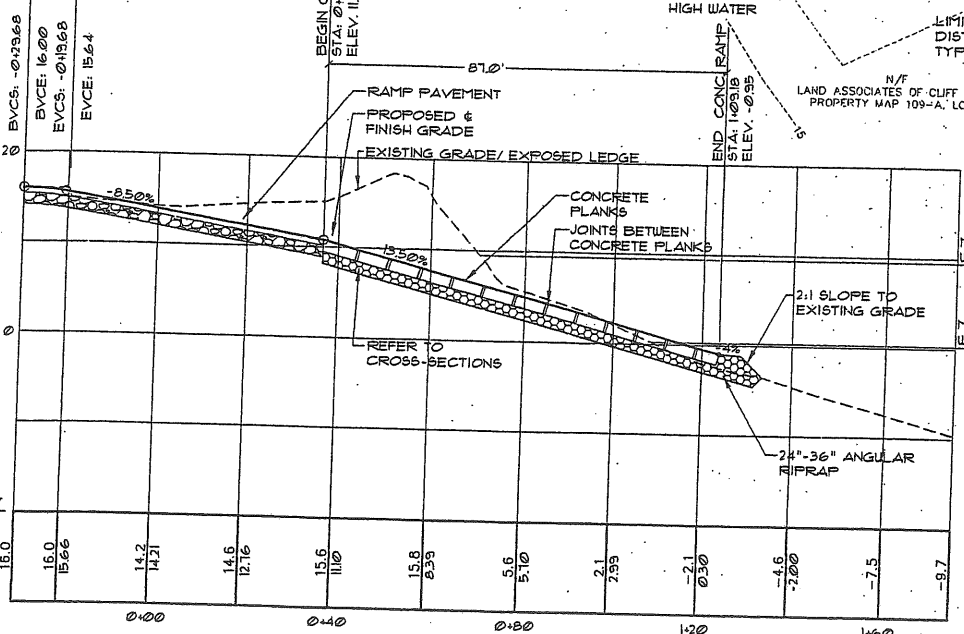 BVCS: -0+29.68
BVCE: 16.00
EVCS: -0+19.68
EVCE: 15.64
BEGIN
STA: 0+
ELEV. 11.
HIGH WATER
15
N/F
LAND ASSOCIATES OF CLIFF
PROPERTY MAP 109-A, LO
DIST
TYP
87.0'
END CONC. RAMP
STA: 1+09.18
ELEV. -0.95
RAMP PAVEMENT
PROPOSED ℄
FINISH GRADE
EXISTING GRADE/ EXPOSED LEDGE
20
-8.50%
CONCRETE
PLANKS
JOINTS BETWEEN
CONCRETE PLANKS
13.50%
2:1 SLOPE TO
EXISTING GRADE
0
REFER TO
CROSS-SECTIONS
-4%
24"-36" ANGULAR
RIPRAP
16.0
16.0
15.66
14.2
14.21
14.6
12.76
15.6
11.10
15.8
8.39
5.6
5.10
2.1
2.99
-2.1
0.30
-4.6
-2.00
-7.5
-9.7
0+00
0+40
0+80
1+20
1+60